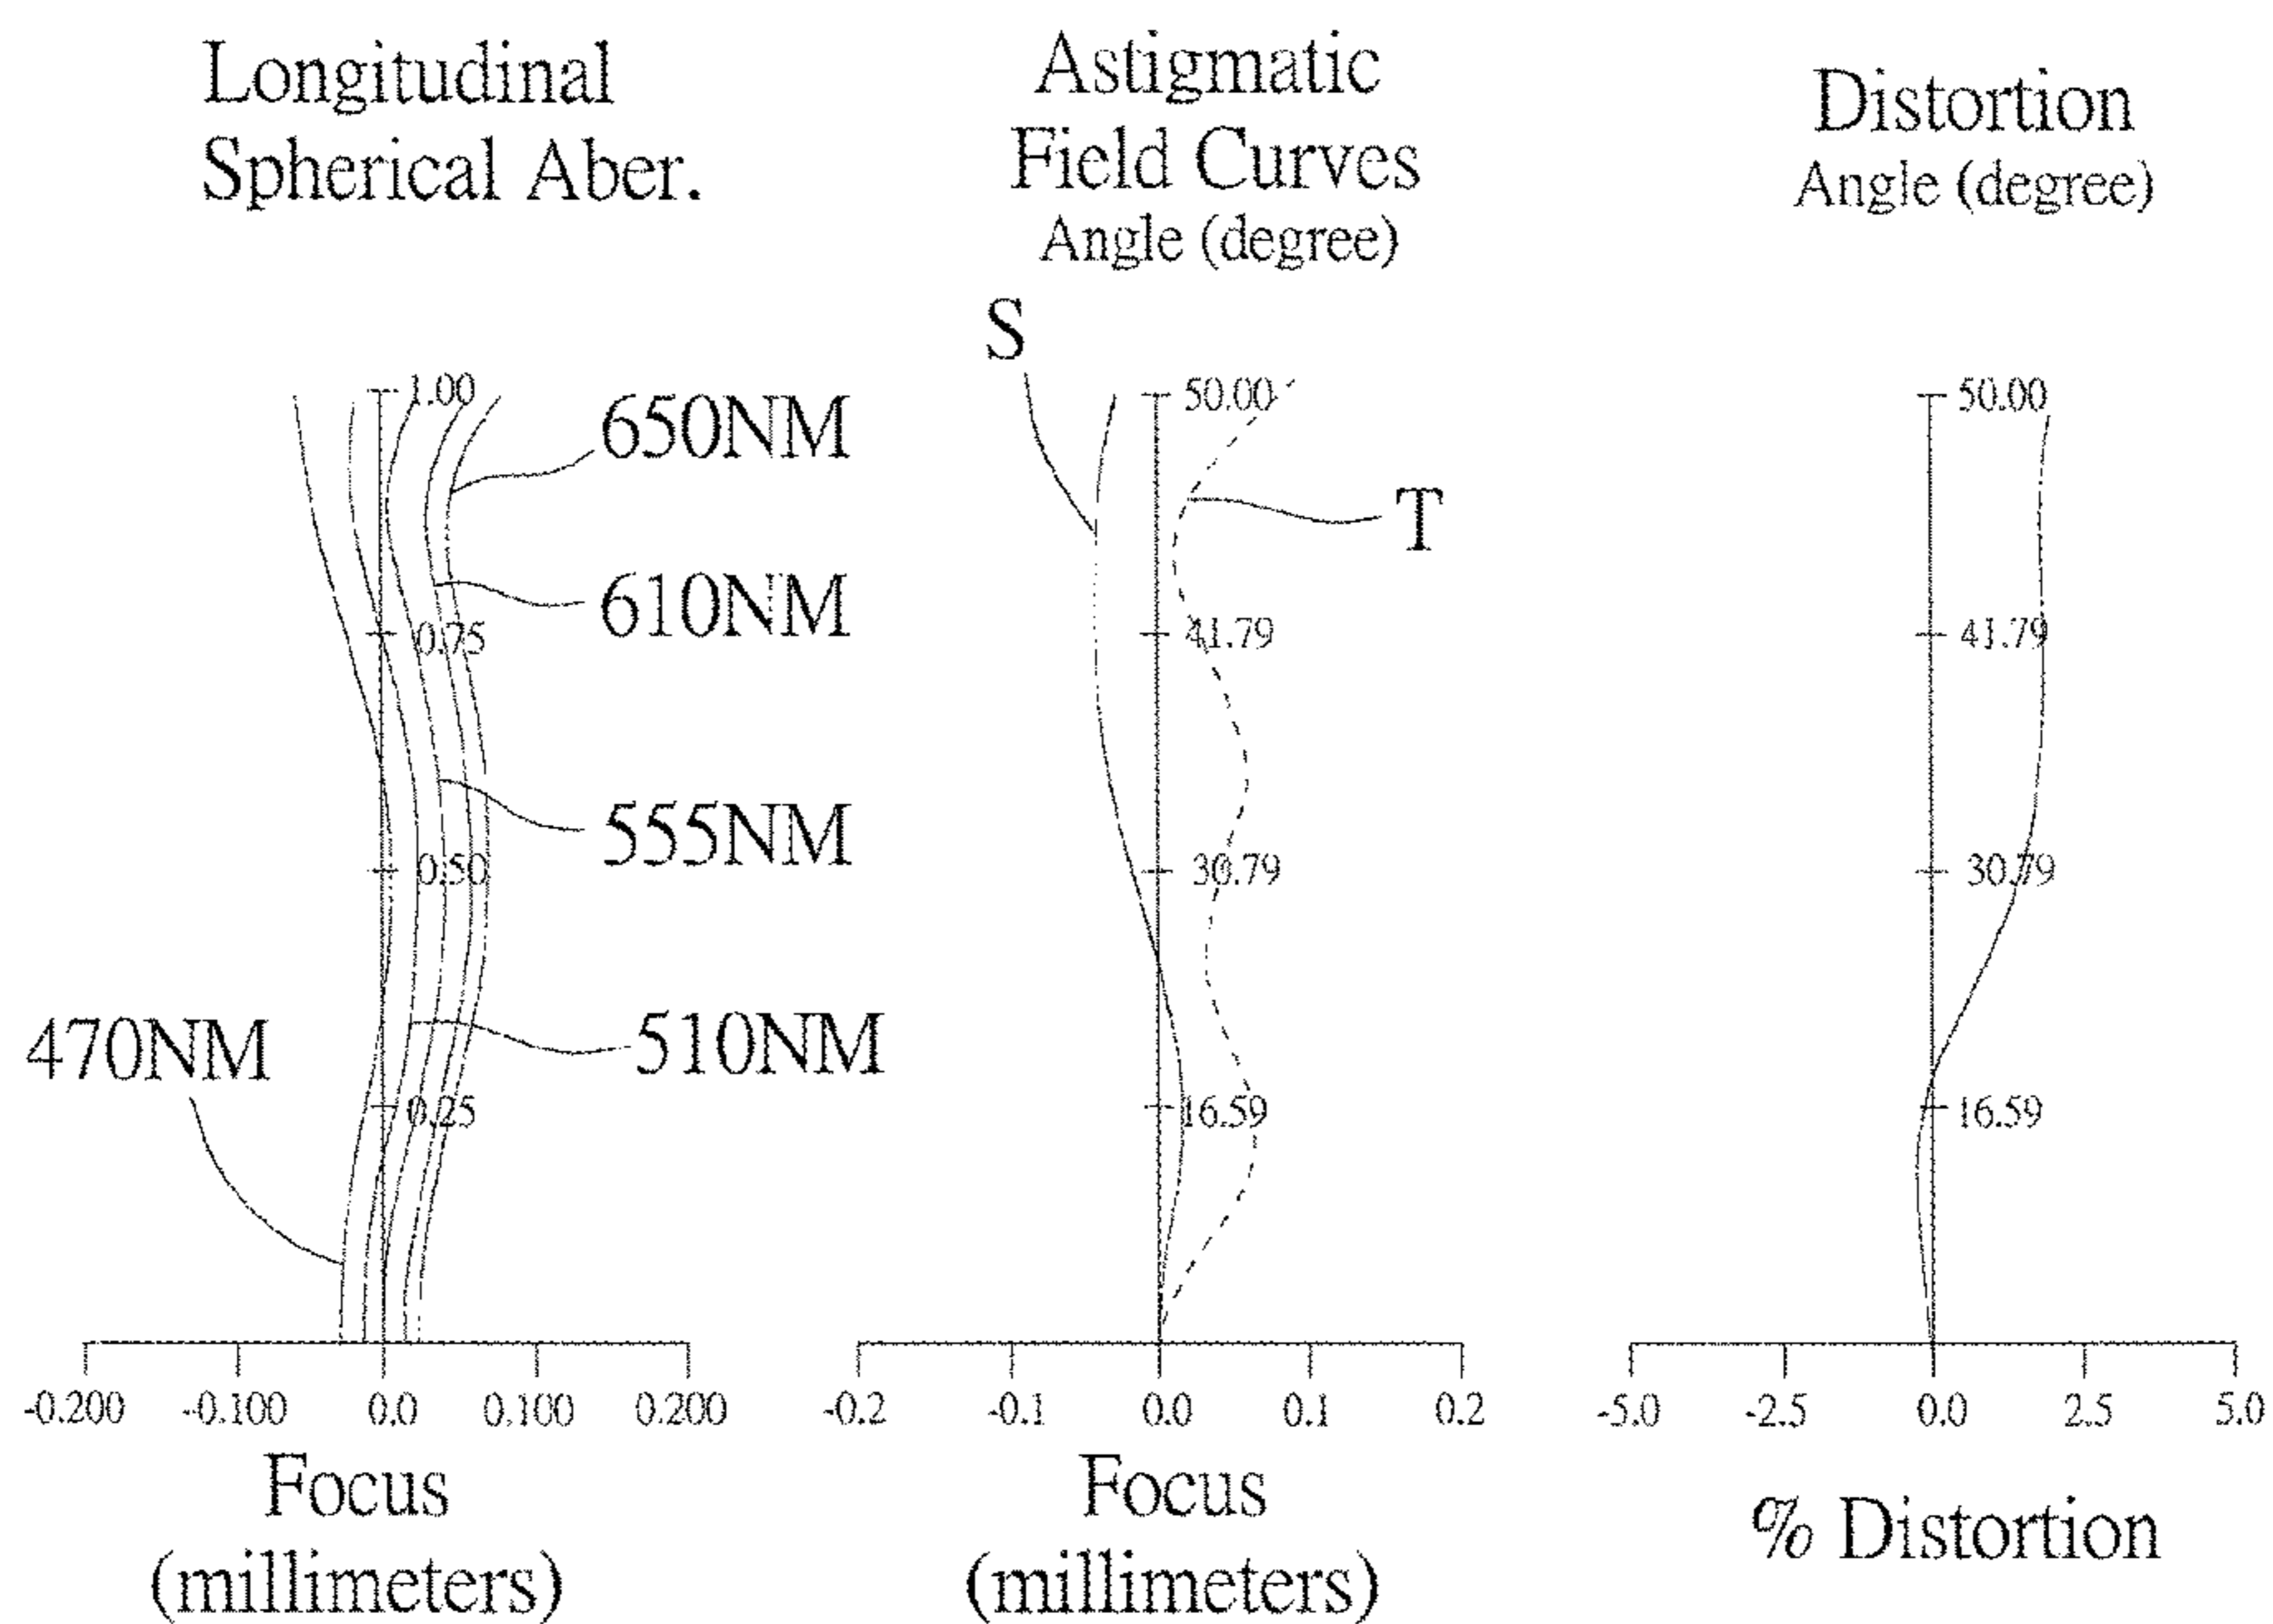 Longitudinal
Spherical Aber.
1.00
650NM
610NM
0.75
555NM
0.50
470NM
510NM
0.25
-0.200 -0.100 0.0 0.100 0.200
Focus
(millimeters)
Astigmatic
Field Curves
Angle (degree)
S
50.00
T
41.79
30.79
16.59
-0.2 -0.1 0.0 0.1 0.2
Focus
(millimeters)
Distortion
Angle (degree)
50.00
41.79
30.79
16.59
-5.0 -2.5 0.0 2.5 5.0
% Distortion